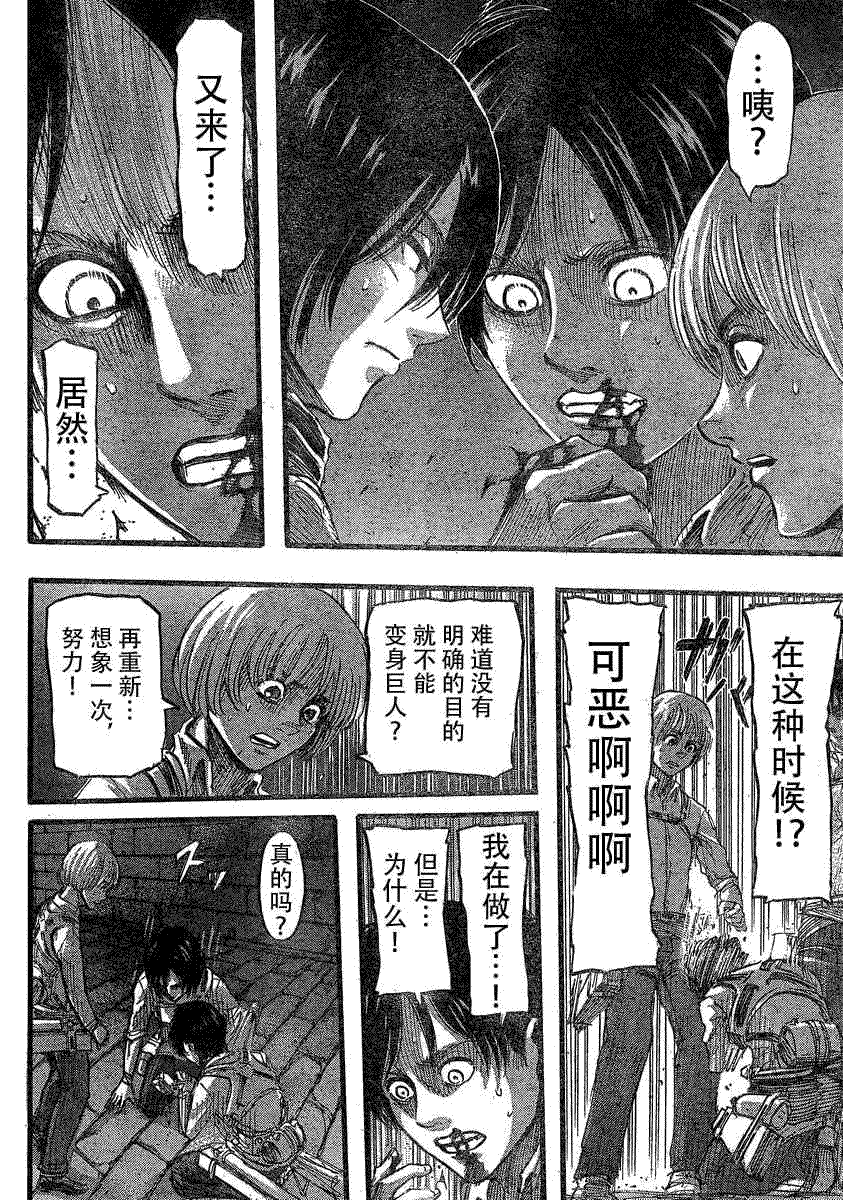 …咦？
又来了…
居然…
在这种时候!?
可恶啊啊啊
难道没有
明确的目的
就不能
变身巨人？
再重新…
想象一次，
努力！
我在做了…！
但是…
为什么！
真的吗？